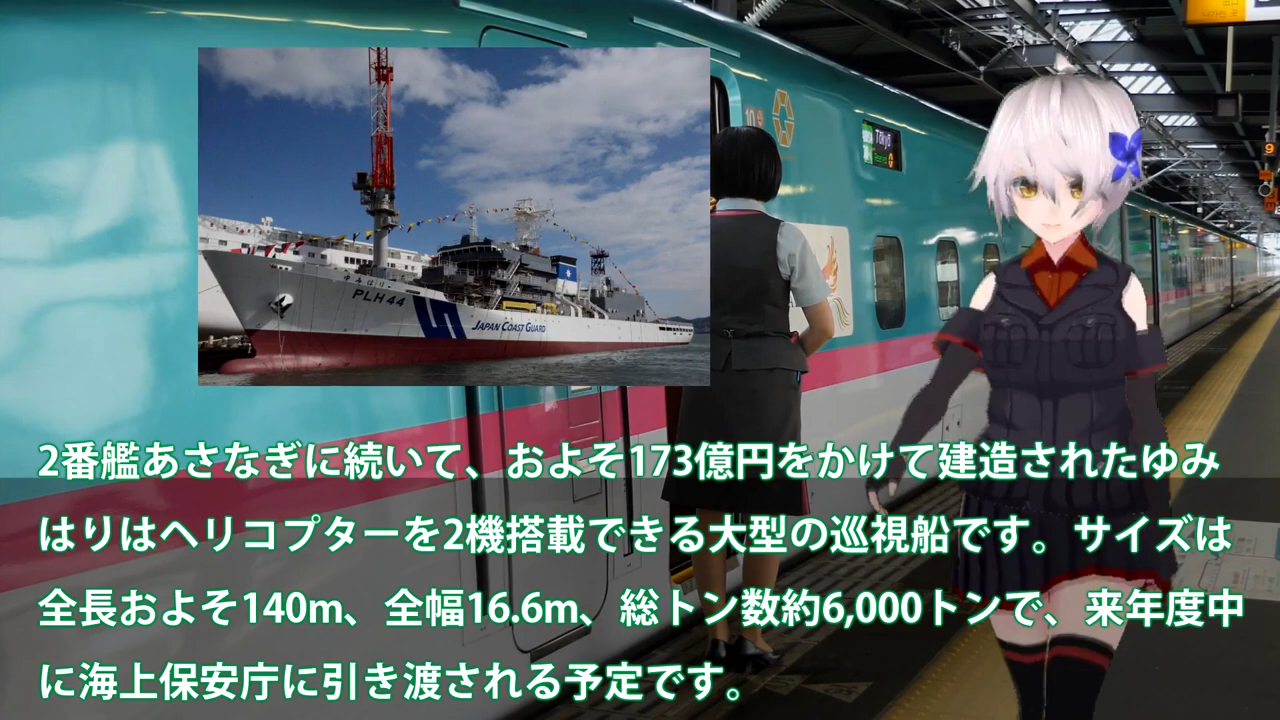 10
Tōkyō
PLH 44
JAPAN COAST GUARD
2番艦あさなぎに続いて、およそ173億円をかけて建造されたゆみ
はりはヘリコプターを2機搭載できる大型の巡視船です。サイズは
全長およそ140m、全幅16.6m、総トン数約6,000トンで、来年度中
に海上保安庁に引き渡される予定です。